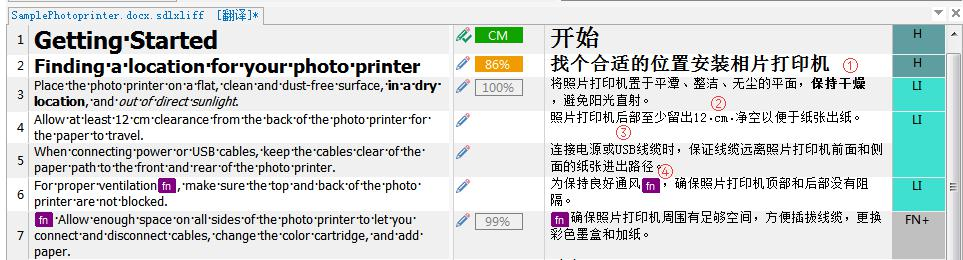 SamplePhotoprinter.docx.sdlxliff [翻译]*
1 Getting Started CM 开始 H
2 Finding a location for your photo printer 86% 找个合适的位置安装相片打印机 ① H
3 Place the photo printer on a flat, clean and dust-free surface, in a dry 100% 将照片打印机置于平潭、整洁、无尘的平面，保持干燥 LI
location, and out of direct sunlight. ，避免阳光直射。 ②
4 Allow at least 12 cm clearance from the back of the photo printer for 照片打印机后部至少留出12.cm.净空以便于纸张出纸。 LI
the paper to travel. ③
5 When connecting power or USB cables, keep the cables clear of the 连接电源或USB线缆时，保证线缆远离照片打印机前面和侧
paper path to the front and rear of the photo printer. 面的纸张进出路径。 ④
6 For proper ventilation fn, make sure the top and back of the photo 为保持良好通风 fn，确保照片打印机顶部和后部没有阻 LI
printer are not blocked. 隔。
7 fn Allow enough space on all sides of the photo printer to let you 99% fn 确保照片打印机周围有足够空间，方便插拔线缆，更换 FN+
connect and disconnect cables, change the color cartridge, and add 彩色墨盒和加纸。
paper.